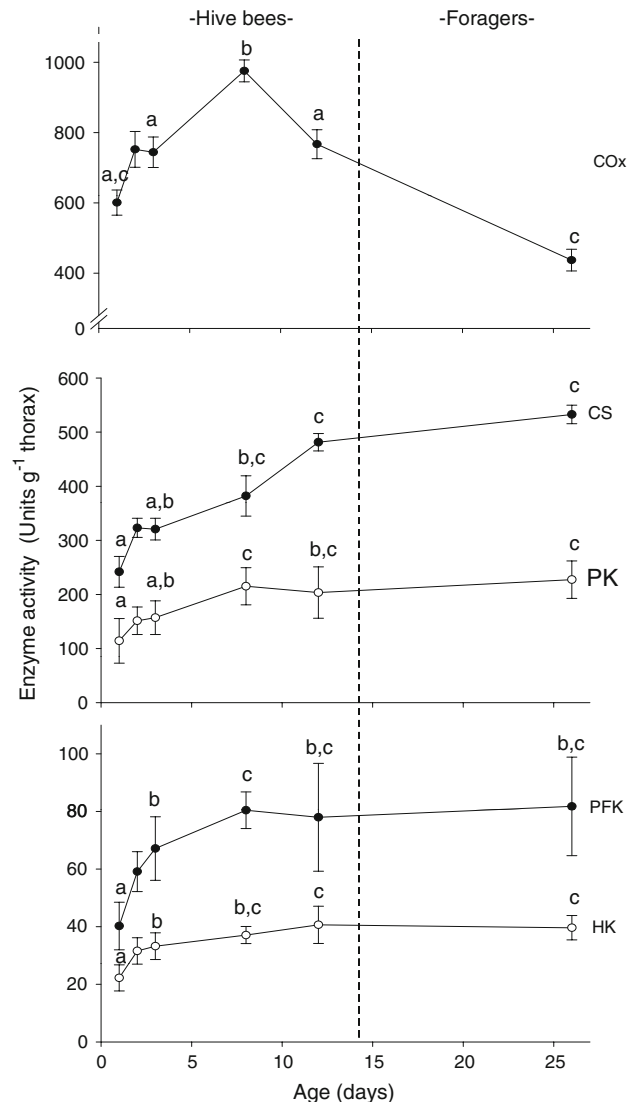 -Hive bees- -Foragers-
b
1000
a a
800
COx
a,c
600
c
400
0
600
c
CS
c
500
b,c
400
a,b
300
a c b,c c
PK
a,b
200
a
100
0
b,c b,c
100
c
b
80
PFK
60
a
c
b,c c
b
40
HK
a
20
0
0 5 10 15 20 25
Enzyme activity (Units g⁻¹ thorax)
Age (days)